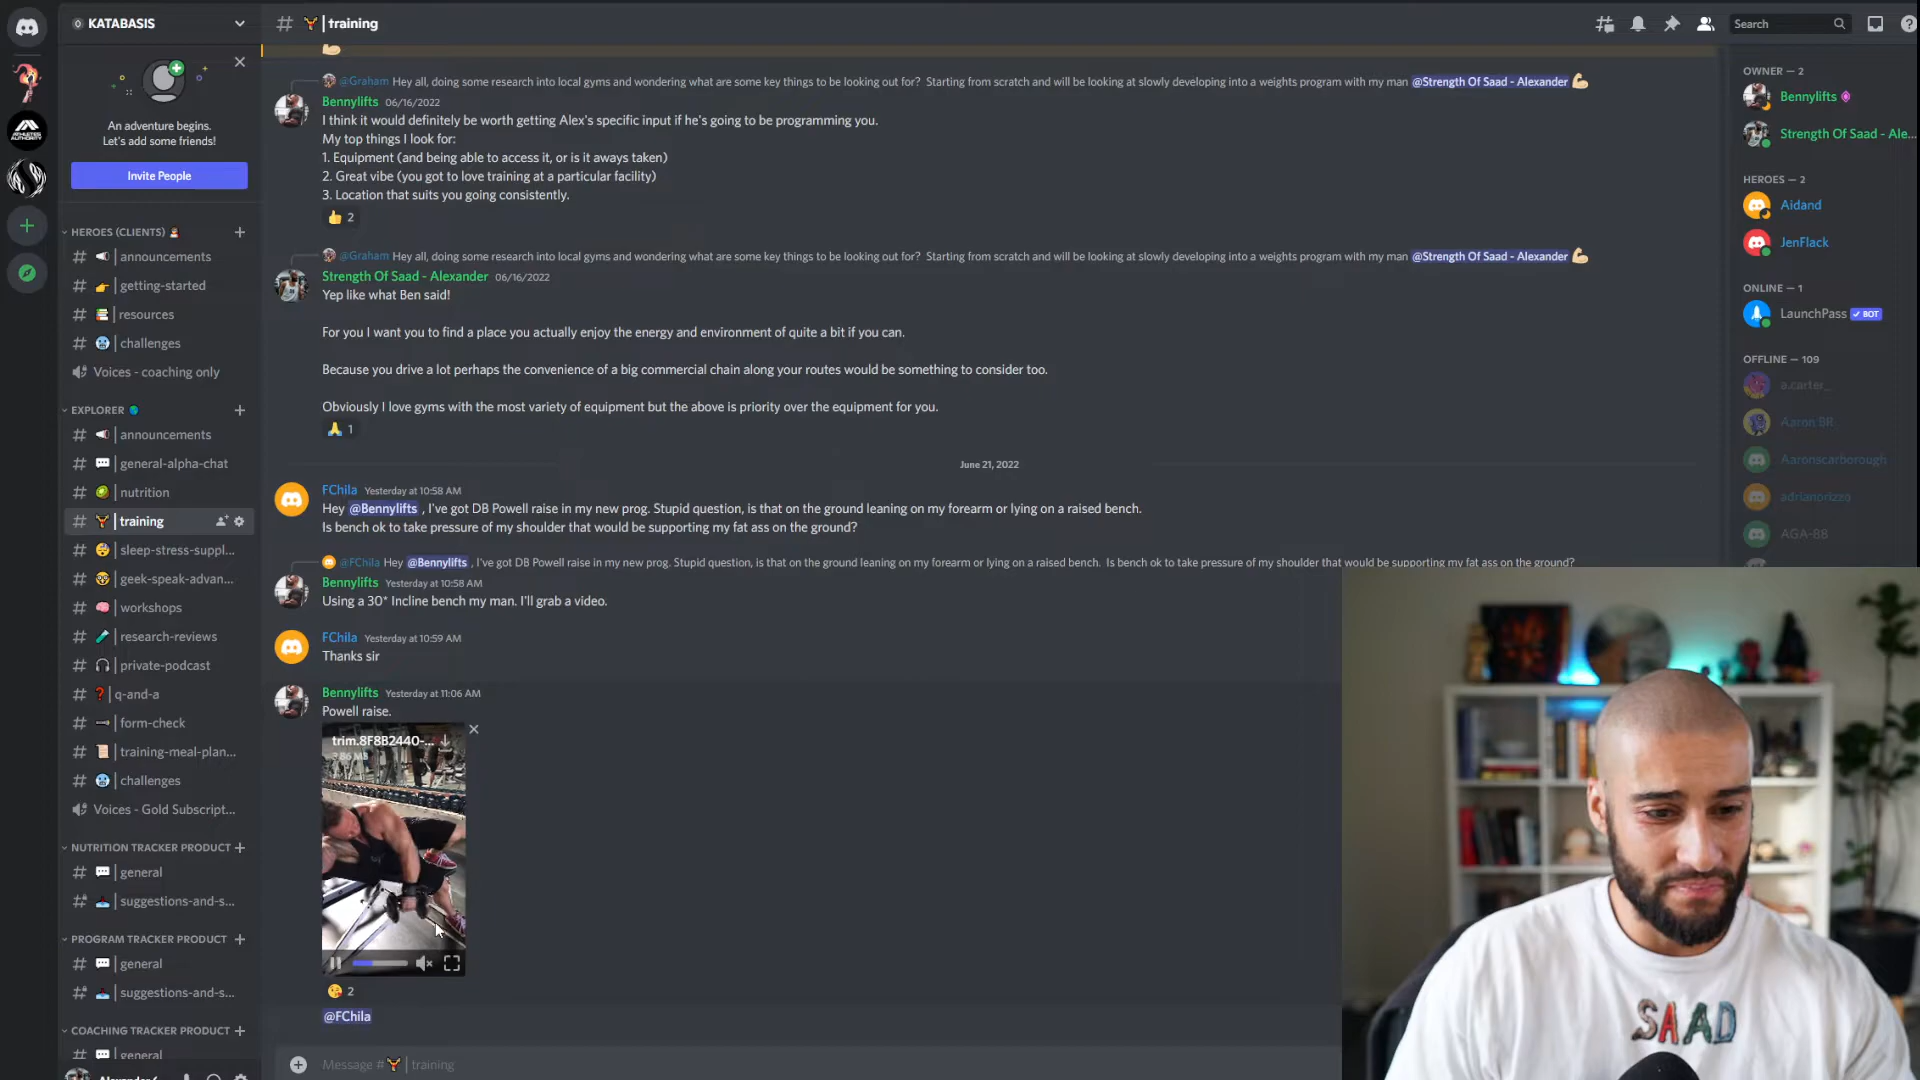 KATABASIS
An adventure begins.
Let's add some friends!
Invite People
HEROES (CLIENTS)
announcements
getting-started
resources
challenges
Voices - coaching only
EXPLORER
announcements
general-alpha-chat
nutrition
training
sleep-stress-suppl...
geek-speak-advan...
workshops
research-reviews
private-podcast
q-and-a
form-check
training-meal-plan...
challenges
Voices - Gold Subscript...
NUTRITION TRACKER PRODUCT
general
suggestions-and-s...
PROGRAM TRACKER PRODUCT
general
suggestions-and-s...
COACHING TRACKER PRODUCT
general
training
Search
@Graham Hey all, doing some research into local gyms and wondering what are some key things to be looking out for? Starting from scratch and will be looking at slowly developing into a weights program with my man @Strength Of Saad - Alexander 💪
Bennylifts 06/16/2022
I think it would definitely be worth getting Alex's specific input if he's going to be programming you.
My top things I look for:
1. Equipment (and being able to access it, or is it aways taken)
2. Great vibe (you got to love training at a particular facility)
3. Location that suits you going consistently.
👍 2
@Graham Hey all, doing some research into local gyms and wondering what are some key things to be looking out for? Starting from scratch and will be looking at slowly developing into a weights program with my man @Strength Of Saad - Alexander 💪
Strength Of Saad - Alexander 06/16/2022
Yep like what Ben said!
For you I want you to find a place you actually enjoy the energy and environment of quite a bit if you can.
Because you drive a lot perhaps the convenience of a big commercial chain along your routes would be something to consider too.
Obviously I love gyms with the most variety of equipment but the above is priority over the equipment for you.
🙏 1
June 21, 2022
FChila Yesterday at 10:58 AM
Hey @Bennylifts , I've got DB Powell raise in my new prog. Stupid question, is that on the ground leaning on my forearm or lying on a raised bench.
Is bench ok to take pressure of my shoulder that would be supporting my fat ass on the ground?
@FChila Hey @Bennylifts , I've got DB Powell raise in my new prog. Stupid question, is that on the ground leaning on my forearm or lying on a raised bench. Is bench ok to take pressure of my shoulder that would be supporting my fat ass on the ground?
Bennylifts Yesterday at 10:58 AM
Using a 30* Incline bench my man. I'll grab a video.
FChila Yesterday at 10:59 AM
Thanks sir
Bennylifts Yesterday at 11:06 AM
Powell raise.
trim.8F8B2440-...
😘 2
@FChila
Message # | training
OWNER — 2
Bennylifts
Strength Of Saad - Ale...
HEROES — 2
Aidand
JenFlack
ONLINE — 1
LaunchPass BOT
OFFLINE — 109
a.carter_
Aaron.BR
Aaronscarborough
adrianorizzo
AGA-88
SAAD